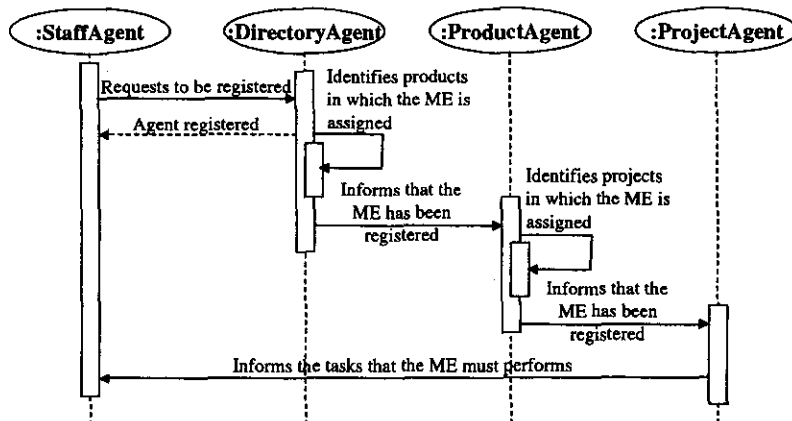 :StaffAgent
:DirectoryAgent
:ProductAgent
:ProjectAgent
Requests to be registered
Identifies products
in which the ME is
assigned
Agent registered
Informs that the
ME has been
registered
Identifies projects
in which the ME is
assigned
Informs that the
ME has been
registered
Informs the tasks that the ME must performs